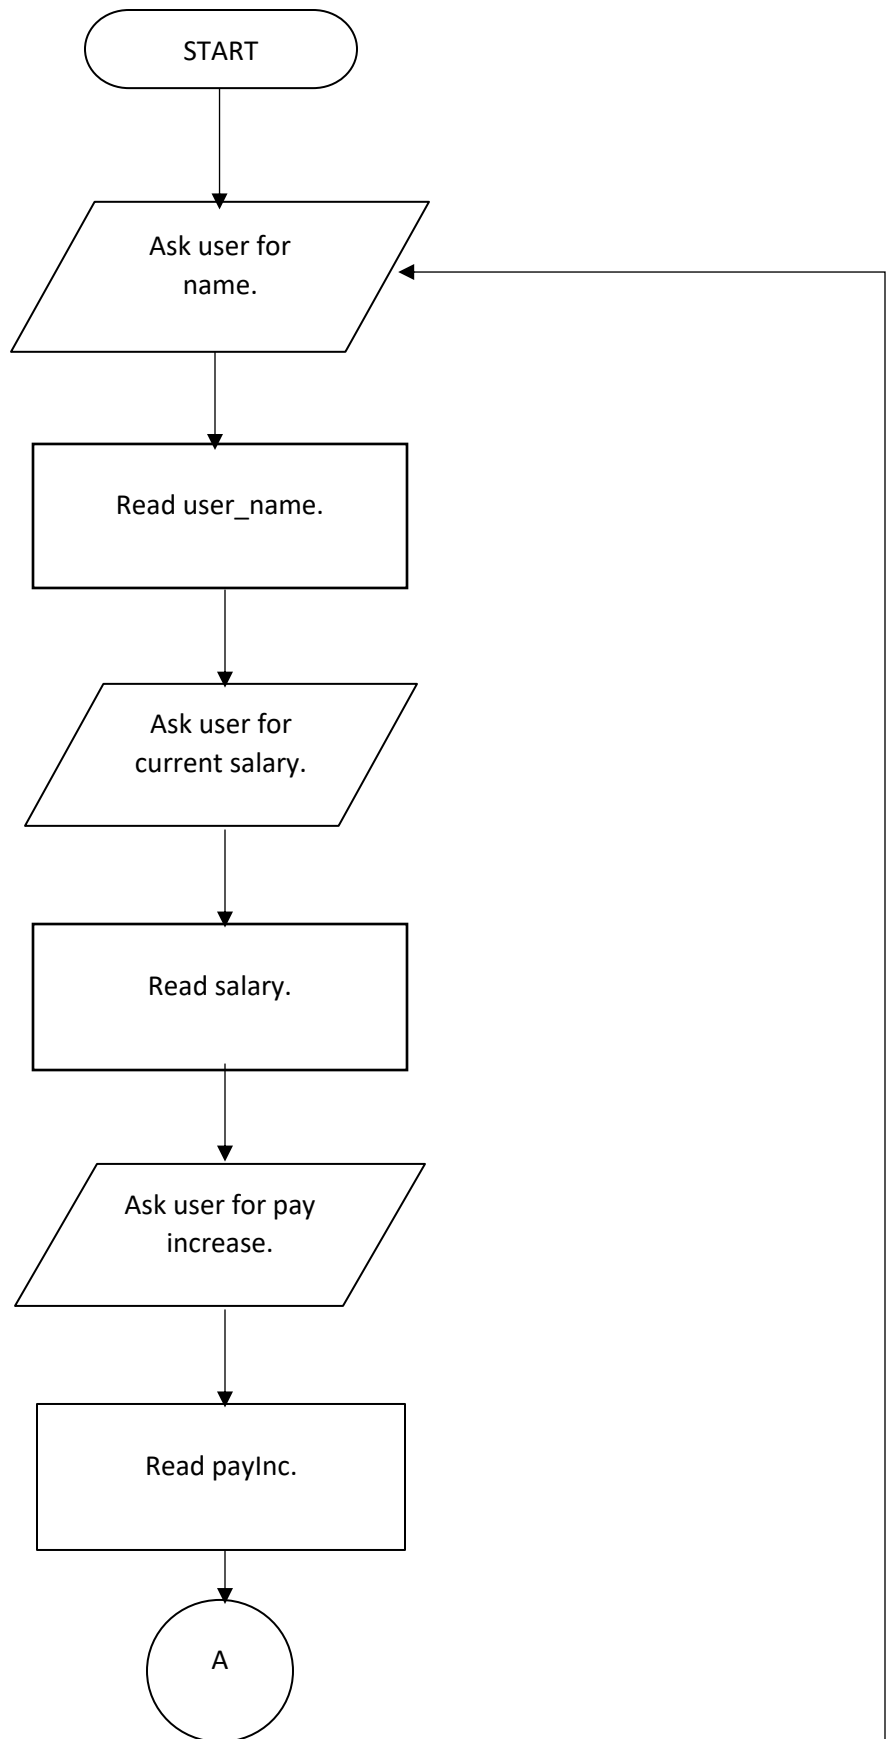 START
Ask user for
name.
Read user_name.
Ask user for
current salary.
Read salary.
Ask user for pay
increase.
Read payInc.
A